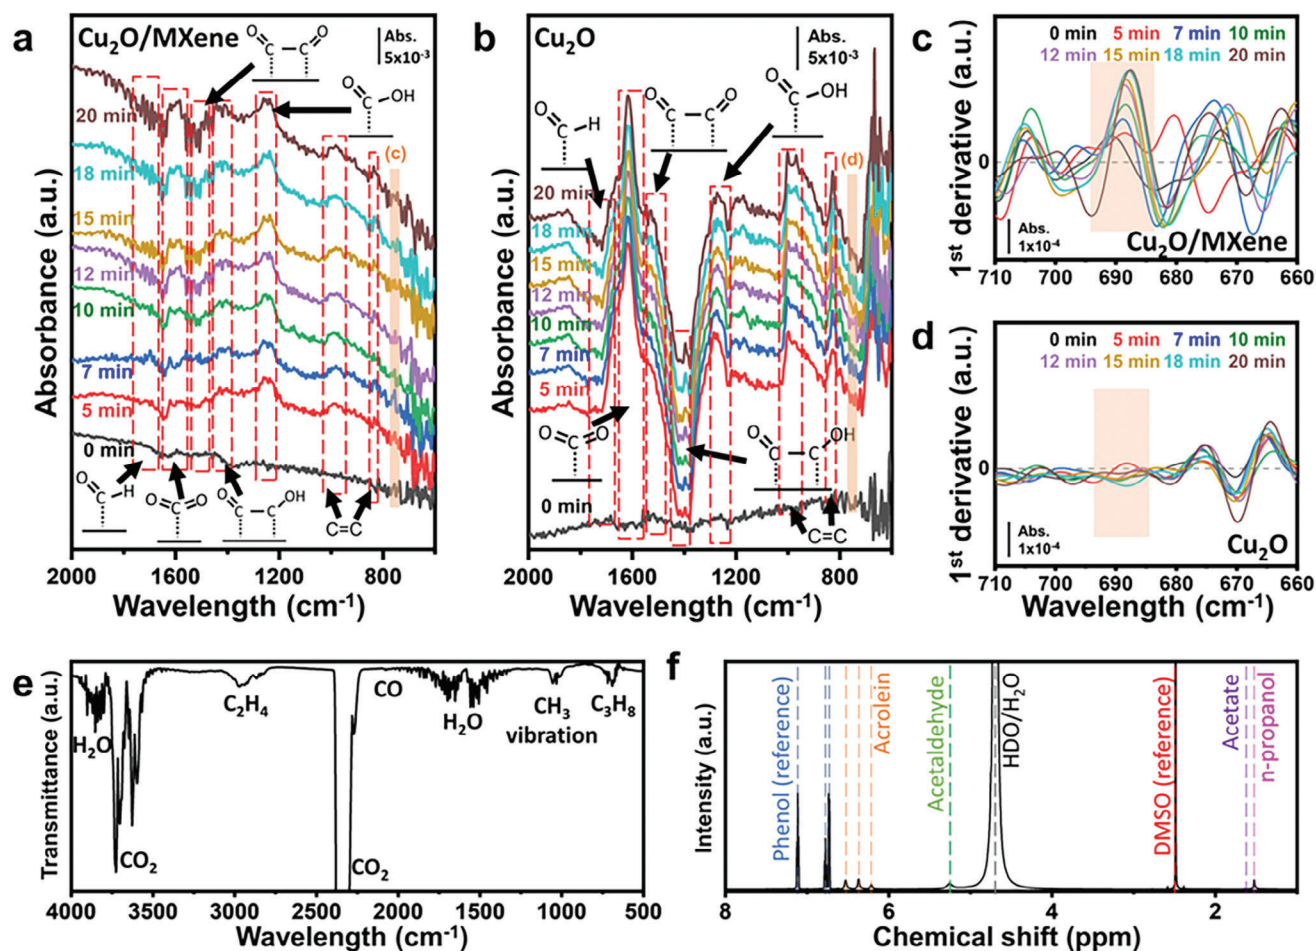 a
Cu2O/MXene
Abs.
5x10-3
O
O
C
C
O
OH
C
20 min
18 min
15 min
12 min
10 min
7 min
5 min
0 min
(c)
O
H
C
O
O
C
O
OH
C
C
C=C
Absorbance (a.u.)
2000
1600
1200
800
Wavelength (cm-1)
b
Cu2O
Abs.
5x10-3
O
H
C
O
O
C
C
O
OH
C
20 min
18 min
15 min
12 min
10 min
7 min
5 min
0 min
(d)
O
O
C
O
OH
C
C
C=C
Absorbance (a.u.)
2000
1600
1200
800
Wavelength (cm-1)
c
0 min 5 min 7 min 10 min
12 min 15 min 18 min 20 min
0
Abs.
1x10-4
Cu2O/MXene
1st derivative (a.u.)
710
700
690
680
670
660
d
0 min 5 min 7 min 10 min
12 min 15 min 18 min 20 min
0
Abs.
1x10-4
Cu2O
1st derivative (a.u.)
710
700
690
680
670
660
Wavelength (cm-1)
e
H2O
CO2
C2H4
CO2
CO
H2O
CH3
vibration
C3H8
Transmittance (a.u.)
4000
3500
3000
2500
2000
1500
1000
500
Wavelength (cm-1)
f
Phenol (reference)
Acrolein
Acetaldehyde
HDO/H2O
DMSO (reference)
Acetate
n-propanol
Intensity (a.u.)
8
6
4
2
Chemical shift (ppm)